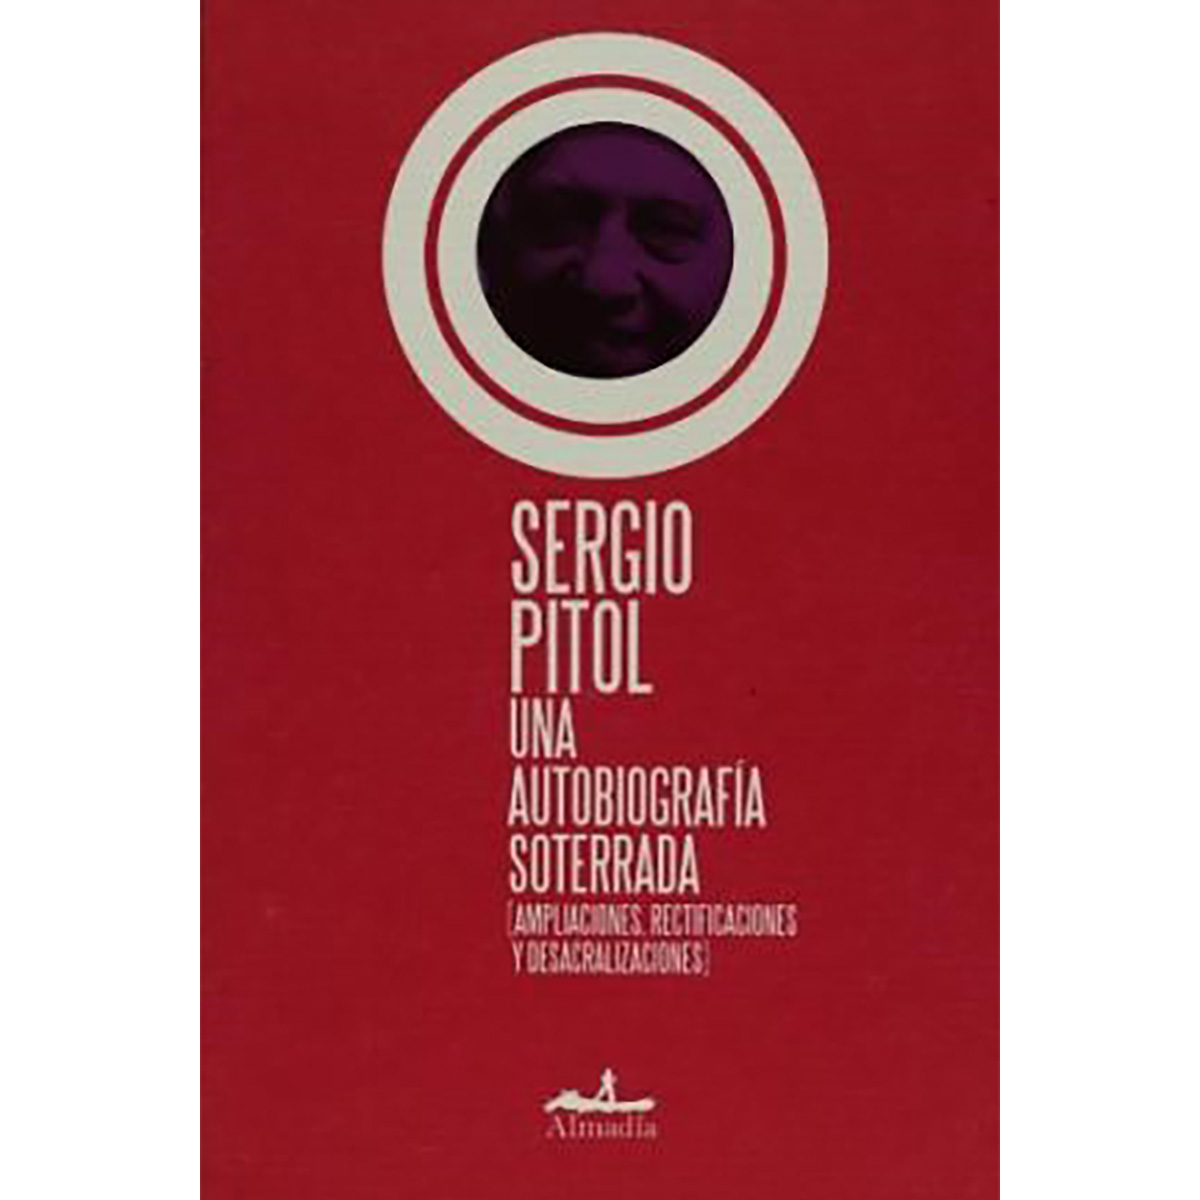 SERGIO
PITOL
UNA
AUTOBIOGRAFÍA
SOTERRADA
[AMPLIACIONES, RECTIFICACIONES
Y DESACRALIZACIONES]
Almadía